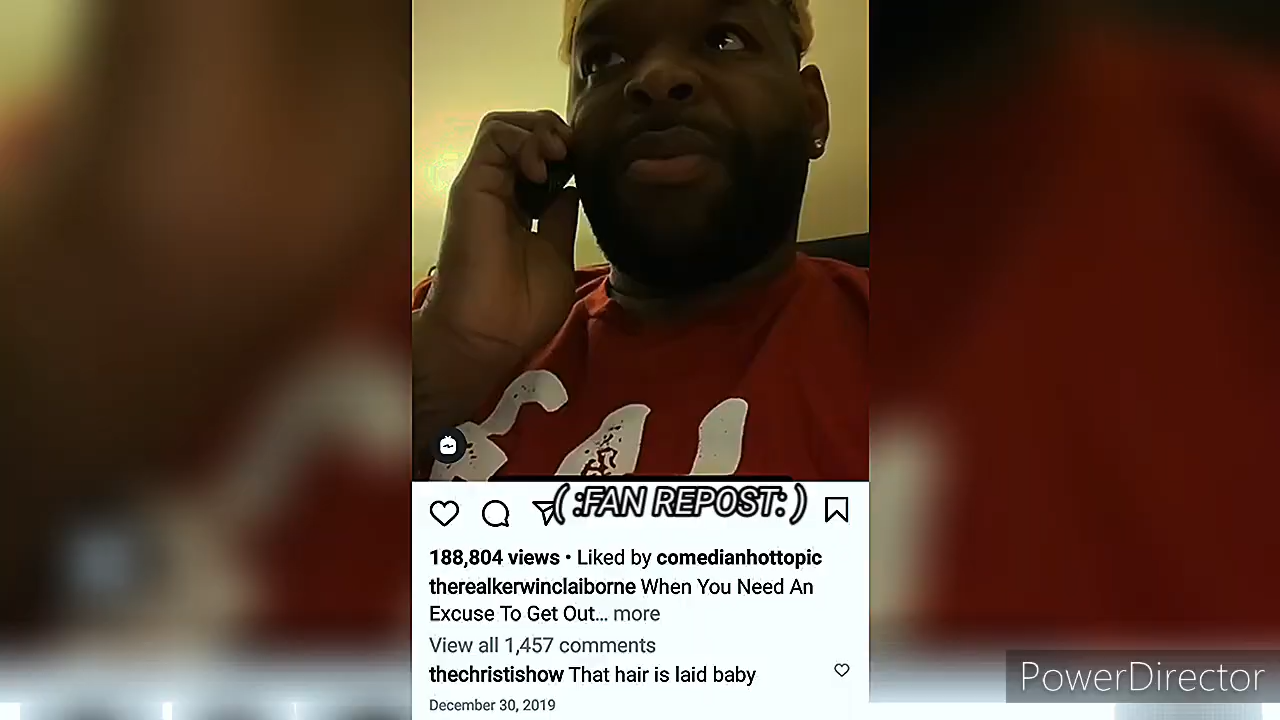 ( :FAN REPOST: )
188,804 views • Liked by comedianhottopic
therealkerwinclaiborne When You Need An
Excuse To Get Out... more
View all 1,457 comments
thechristishow That hair is laid baby
December 30, 2019
PowerDirector